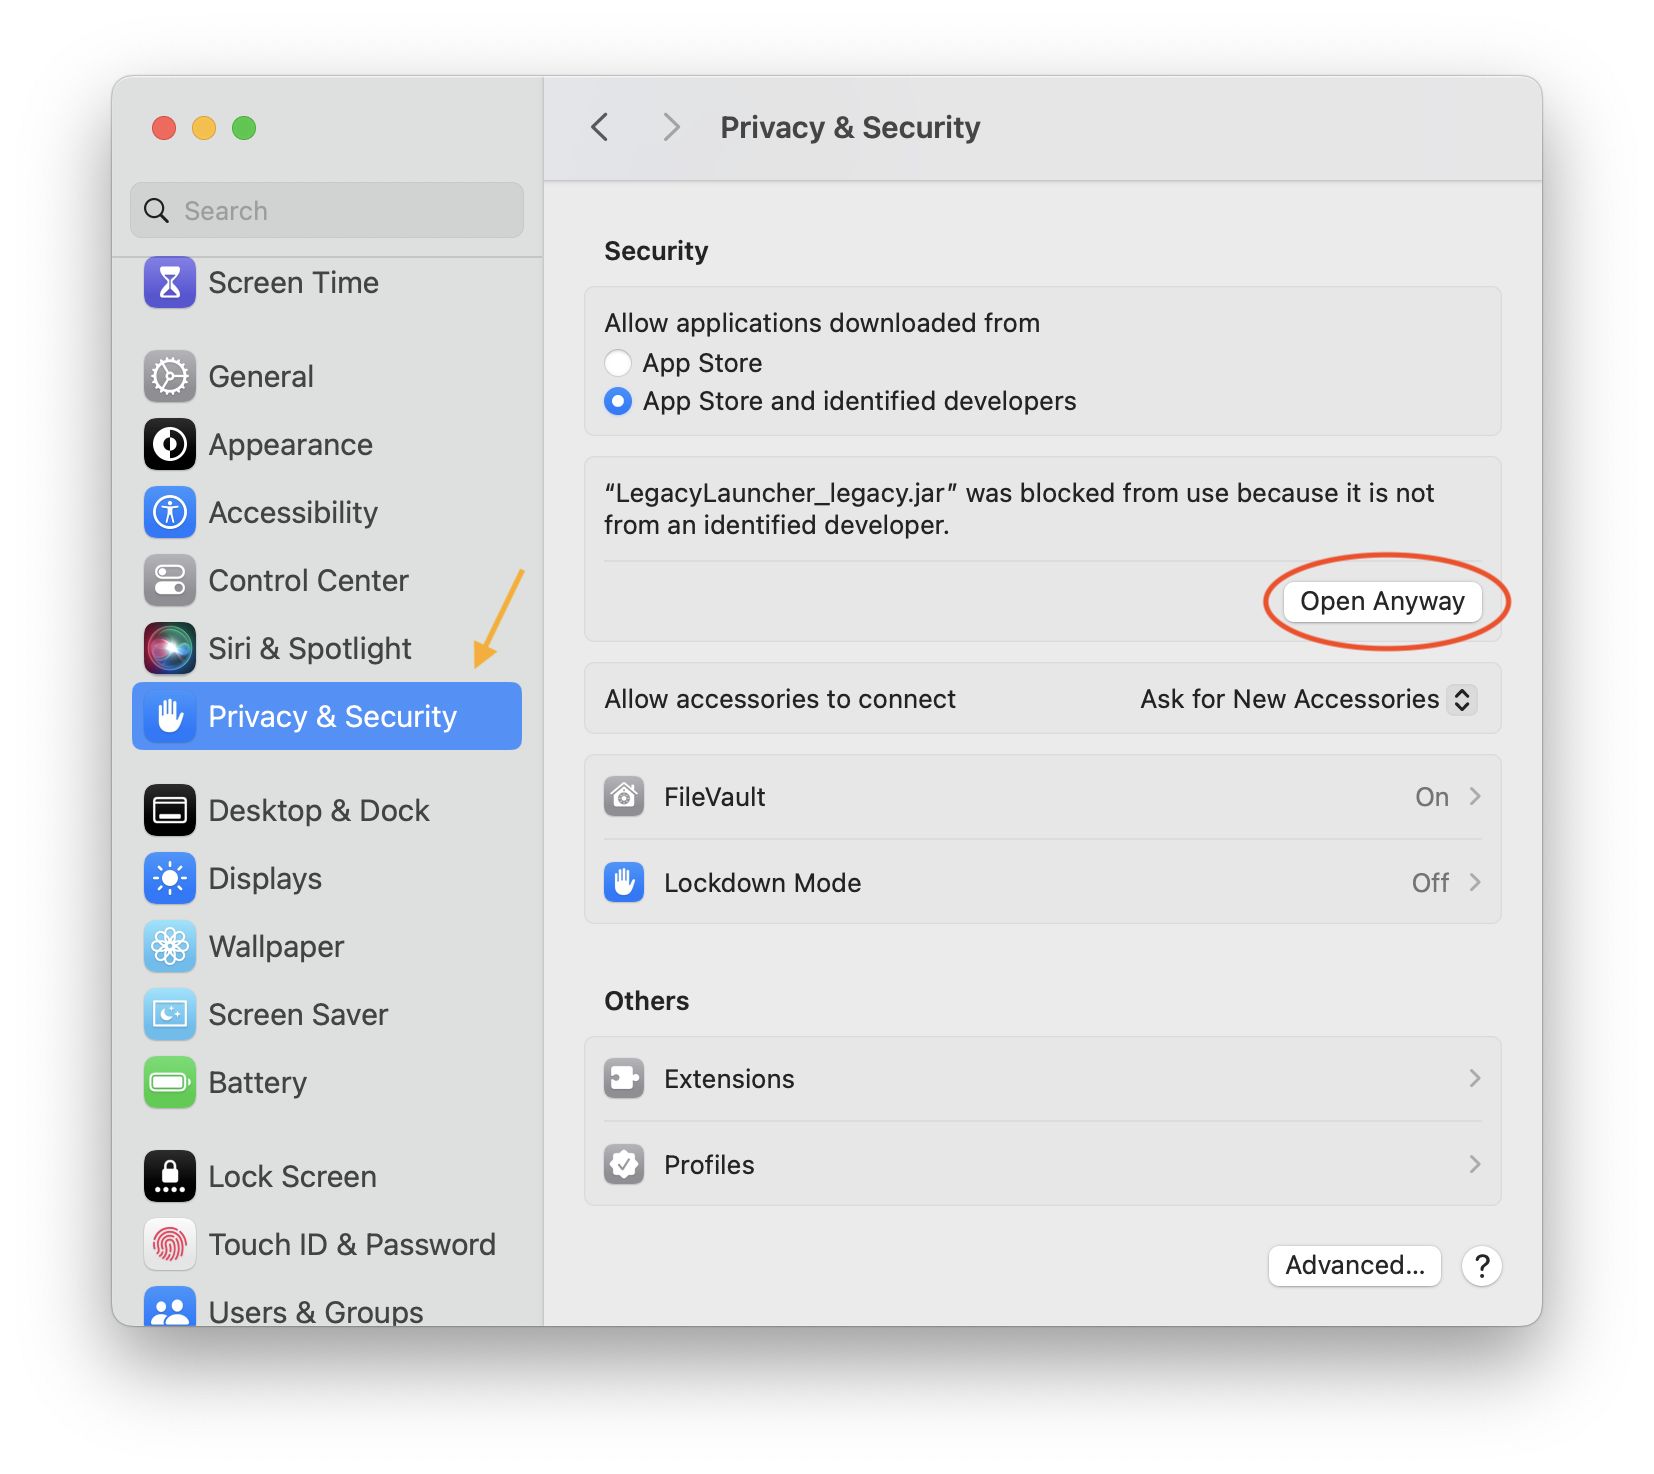 Privacy & Security
Search
Screen Time
General
Appearance
Accessibility
Control Center
Siri & Spotlight
Privacy & Security
Desktop & Dock
Displays
Wallpaper
Screen Saver
Battery
Lock Screen
Touch ID & Password
Users & Groups
Security
Allow applications downloaded from
App Store
App Store and identified developers
“LegacyLauncher_legacy.jar” was blocked from use because it is not
from an identified developer.
Open Anyway
Allow accessories to connect Ask for New Accessories
FileVault On
Lockdown Mode Off
Others
Extensions
Profiles
Advanced... ?